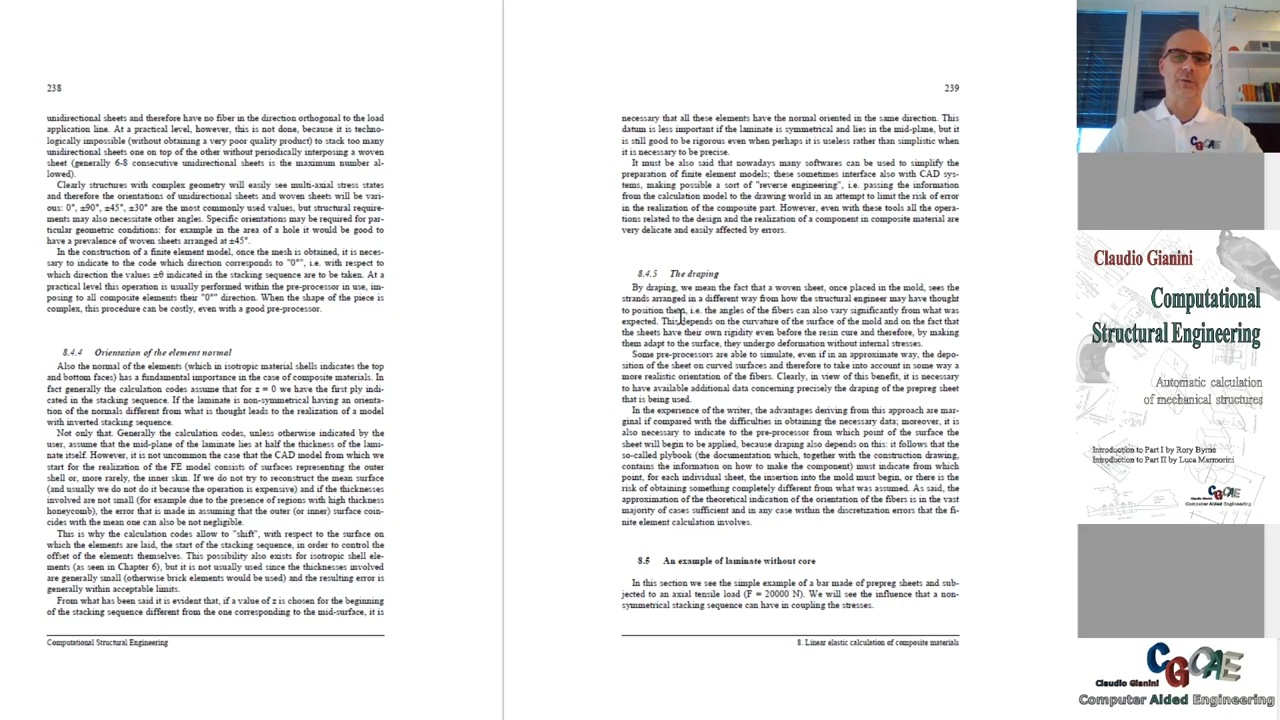 238
unidirectional sheets and therefore have no fiber in the direction orthogonal to the load
application line. At a practical level, however, this is not done, because it is techno-
logically impossible (without obtaining a very poor quality product) to stack too many
unidirectional sheets one on top of the other without periodically interposing a woven
sheet (generally 6-8 consecutive unidirectional sheets is the maximum number al-
lowed).
Clearly structures with complex geometry will easily see multi-axial stress states
and therefore the orientations of unidirectional sheets and woven sheets will be vari-
ous: 0°, ±90°, ±45°, ±30° are the most commonly used values, but structural require-
ments may also necessitate other angles. Specific orientations may be required for par-
ticular geometric conditions: for example in the area of a hole it would be good to
have a prevalence of woven sheets arranged at ±45°.
In the construction of a finite element model, once the mesh is obtained, it is neces-
sary to indicate to the code which direction corresponds to "0°", i.e. with respect to
which direction the values ±θ indicated in the stacking sequence are to be taken. At a
practical level this operation is usually performed within the pre-processor in use, im-
posing to all composite elements their "0°" direction. When the shape of the piece is
complex, this procedure can be costly, even with a good pre-processor.
8.4.4 Orientation of the element normal
Also the normal of the elements (which in isotropic material shells indicates the top
and bottom faces) has a fundamental importance in the case of composite materials. In
fact generally the calculation codes assume that for z = 0 we have the first ply indi-
cated in the stacking sequence. If the laminate is non-symmetrical having an orienta-
tion of the normals different from what is thought leads to the realization of a model
with inverted stacking sequence.
Not only that. Generally the calculation codes, unless otherwise indicated by the
user, assume that the mid-plane of the laminate lies at half the thickness of the lami-
nate itself. However, it is not uncommon the case that the CAD model from which we
start for the realization of the FE model consists of surfaces representing the outer
shell or, more rarely, the inner skin. If we do not try to reconstruct the mean surface
(and usually we do not do it because the operation is expensive) and if the thicknesses
involved are not small (for example due to the presence of regions with high thickness
honeycomb), the error that is made in assuming that the outer (or inner) surface coin-
cides with the mean one can also be not negligible.
This is why the calculation codes allow to "shift", with respect to the surface on
which the elements are laid, the start of the stacking sequence, in order to control the
offset of the elements themselves. This possibility also exists for isotropic shell ele-
ments (as seen in Chapter 6), but it is not usually used since the thicknesses involved
are generally small (otherwise brick elements would be used) and the resulting error is
generally within acceptable limits.
From what has been said it is evident that, if a value of z is chosen for the beginning
of the stacking sequence different from the one corresponding to the mid-surface, it is
Computational Structural Engineering
239
necessary that all these elements have the normal oriented in the same direction. This
datum is less important if the laminate is symmetrical and lies in the mid-plane, but it
is still good to be rigorous even when perhaps it is useless rather than simplistic when
it is necessary to be precise.
It must be also said that nowadays many softwares can be used to simplify the
preparation of finite element models; these sometimes interface also with CAD sys-
tems, making possible a sort of "reverse engineering", i.e. passing the information
from the calculation model to the drawing world in an attempt to limit the risk of error
in the realization of the composite part. However, even with these tools all the opera-
tions related to the design and the realization of a component in composite material are
very delicate and easily affected by errors.
8.4.5 The draping
By draping, we mean the fact that a woven sheet, once placed in the mold, sees the
strands arranged in a different way from how the structural engineer may have thought
to position them, i.e. the angles of the fibers can also vary significantly from what was
expected. This depends on the curvature of the surface of the mold and on the fact that
the sheets have their own rigidity even before the resin cure and therefore, by making
them adapt to the surface, they undergo deformation without internal stresses.
Some pre-processors are able to simulate, even if in an approximate way, the depo-
sition of the sheet on curved surfaces and therefore to take into account in some way a
more realistic orientation of the fibers. Clearly, in view of this benefit, it is necessary
to have available additional data concerning precisely the draping of the prepreg sheet
that is being used.
In the experience of the writer, the advantages deriving from this approach are mar-
ginal if compared with the difficulties in obtaining the necessary data; moreover, it is
also necessary to indicate to the pre-processor from which point of the surface the
sheet will begin to be applied, because draping also depends on this: it follows that the
so-called plybook (the documentation which, together with the construction drawing,
contains the information on how to make the component) must indicate from which
point, for each individual sheet, the insertion into the mold must begin, or there is the
risk of obtaining something completely different from what was assumed. As said, the
approximation of the theoretical indication of the orientation of the fibers is in the vast
majority of cases sufficient and in any case within the discretization errors that the fi-
nite element calculation involves.
8.5 An example of laminate without core
In this section we see the simple example of a bar made of prepreg sheets and sub-
jected to an axial tensile load (F = 20000 N). We will see the influence that a non-
symmetrical stacking sequence can have in coupling the stresses.
8. Linear elastic calculation of composite materials
CGCAE
Claudio Gianini
Computational
Structural Engineering
Automatic calculation
of mechanical structures
Introduction to Part I by Rory Byrne
Introduction to Part II by Luca Marmorini
CGCAE
Claudio Gianini
Computer Aided Engineering
CGCAE
Claudio Gianini
Computer Aided Engineering